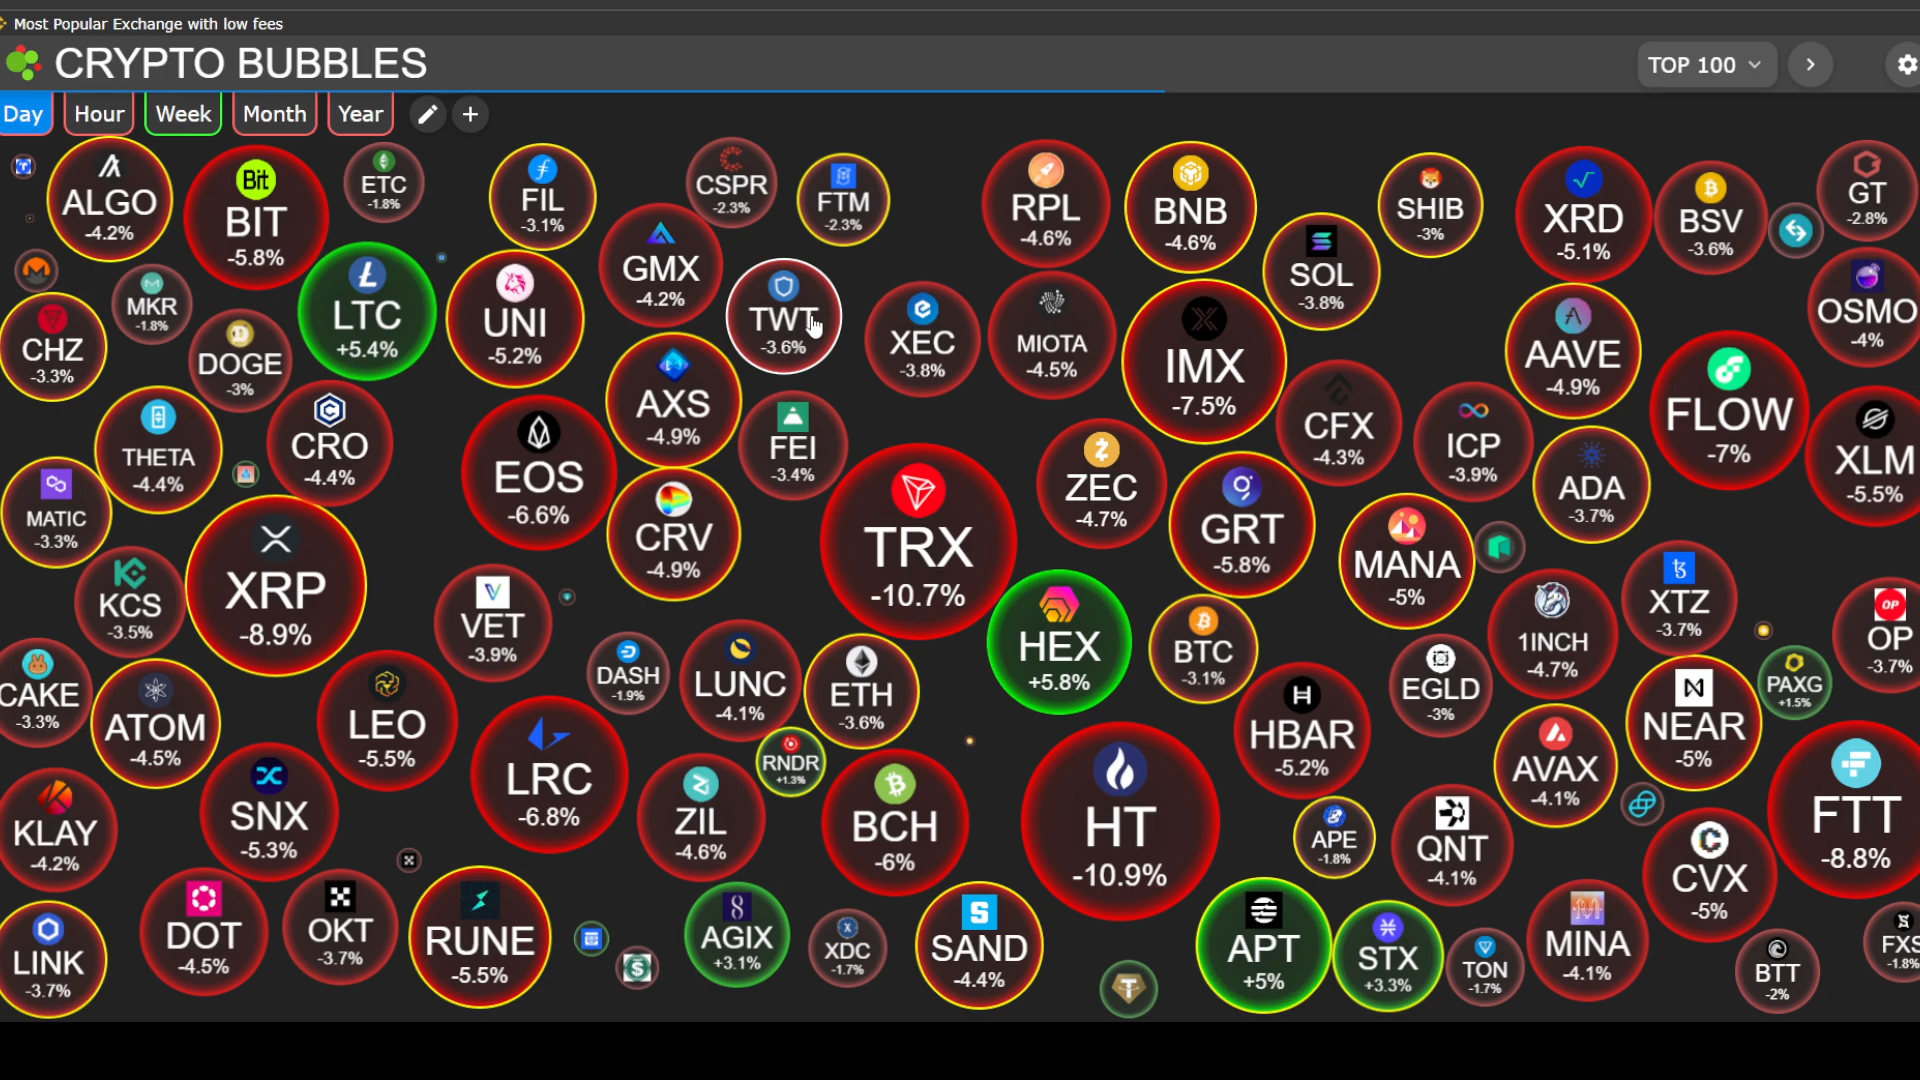 Most Popular Exchange with low fees
CRYPTO BUBBLES
TOP 100
Day
Hour
Week
Month
Year
ALGO
-4.2%
Bit
BIT
-5.8%
ETC
-1.8%
FIL
-3.1%
CSPR
-2.3%
FTM
-2.3%
RPL
-4.6%
BNB
-4.6%
SHIB
-3%
XRD
-5.1%
BSV
-3.6%
GT
-2.8%
LTC
+5.4%
UNI
-5.2%
GMX
-4.2%
TWT
-3.6%
XEC
-3.8%
MIOTA
-4.5%
IMX
-7.5%
SOL
-3.8%
AAVE
-4.9%
OSMO
-4%
CHZ
-3.3%
MKR
-1.8%
DOGE
-3%
AXS
-4.9%
FLOW
-7%
THETA
-4.4%
CRO
-4.4%
EOS
-6.6%
FEI
-3.4%
CFX
-4.3%
ICP
-3.9%
ADA
-3.7%
XLM
-5.5%
MATIC
-3.3%
CRV
-4.9%
TRX
-10.7%
ZEC
-4.7%
GRT
-5.8%
MANA
-5%
KCS
-3.5%
XRP
-8.9%
VET
-3.9%
HEX
+5.8%
BTC
-3.1%
1INCH
-4.7%
XTZ
-3.7%
OP
OP
-3.7%
CAKE
-3.3%
ATOM
-4.5%
LEO
-5.5%
DASH
-1.9%
LUNC
-4.1%
ETH
-3.6%
HBAR
-5.2%
EGLD
-3%
NEAR
-5%
PAXG
+1.5%
KLAY
-4.2%
SNX
-5.3%
LRC
-6.8%
ZIL
-4.6%
RNDR
+1.3%
BCH
-6%
HT
-10.9%
APE
-1.8%
QNT
-4.1%
AVAX
-4.1%
CVX
-5%
FTT
-8.8%
LINK
-3.7%
DOT
-4.5%
OKT
-3.7%
RUNE
-5.5%
AGIX
+3.1%
XDC
-1.7%
SAND
-4.4%
APT
+5%
STX
+3.3%
TON
-1.7%
MINA
-4.1%
BTT
-2%
FXS
-1.8%